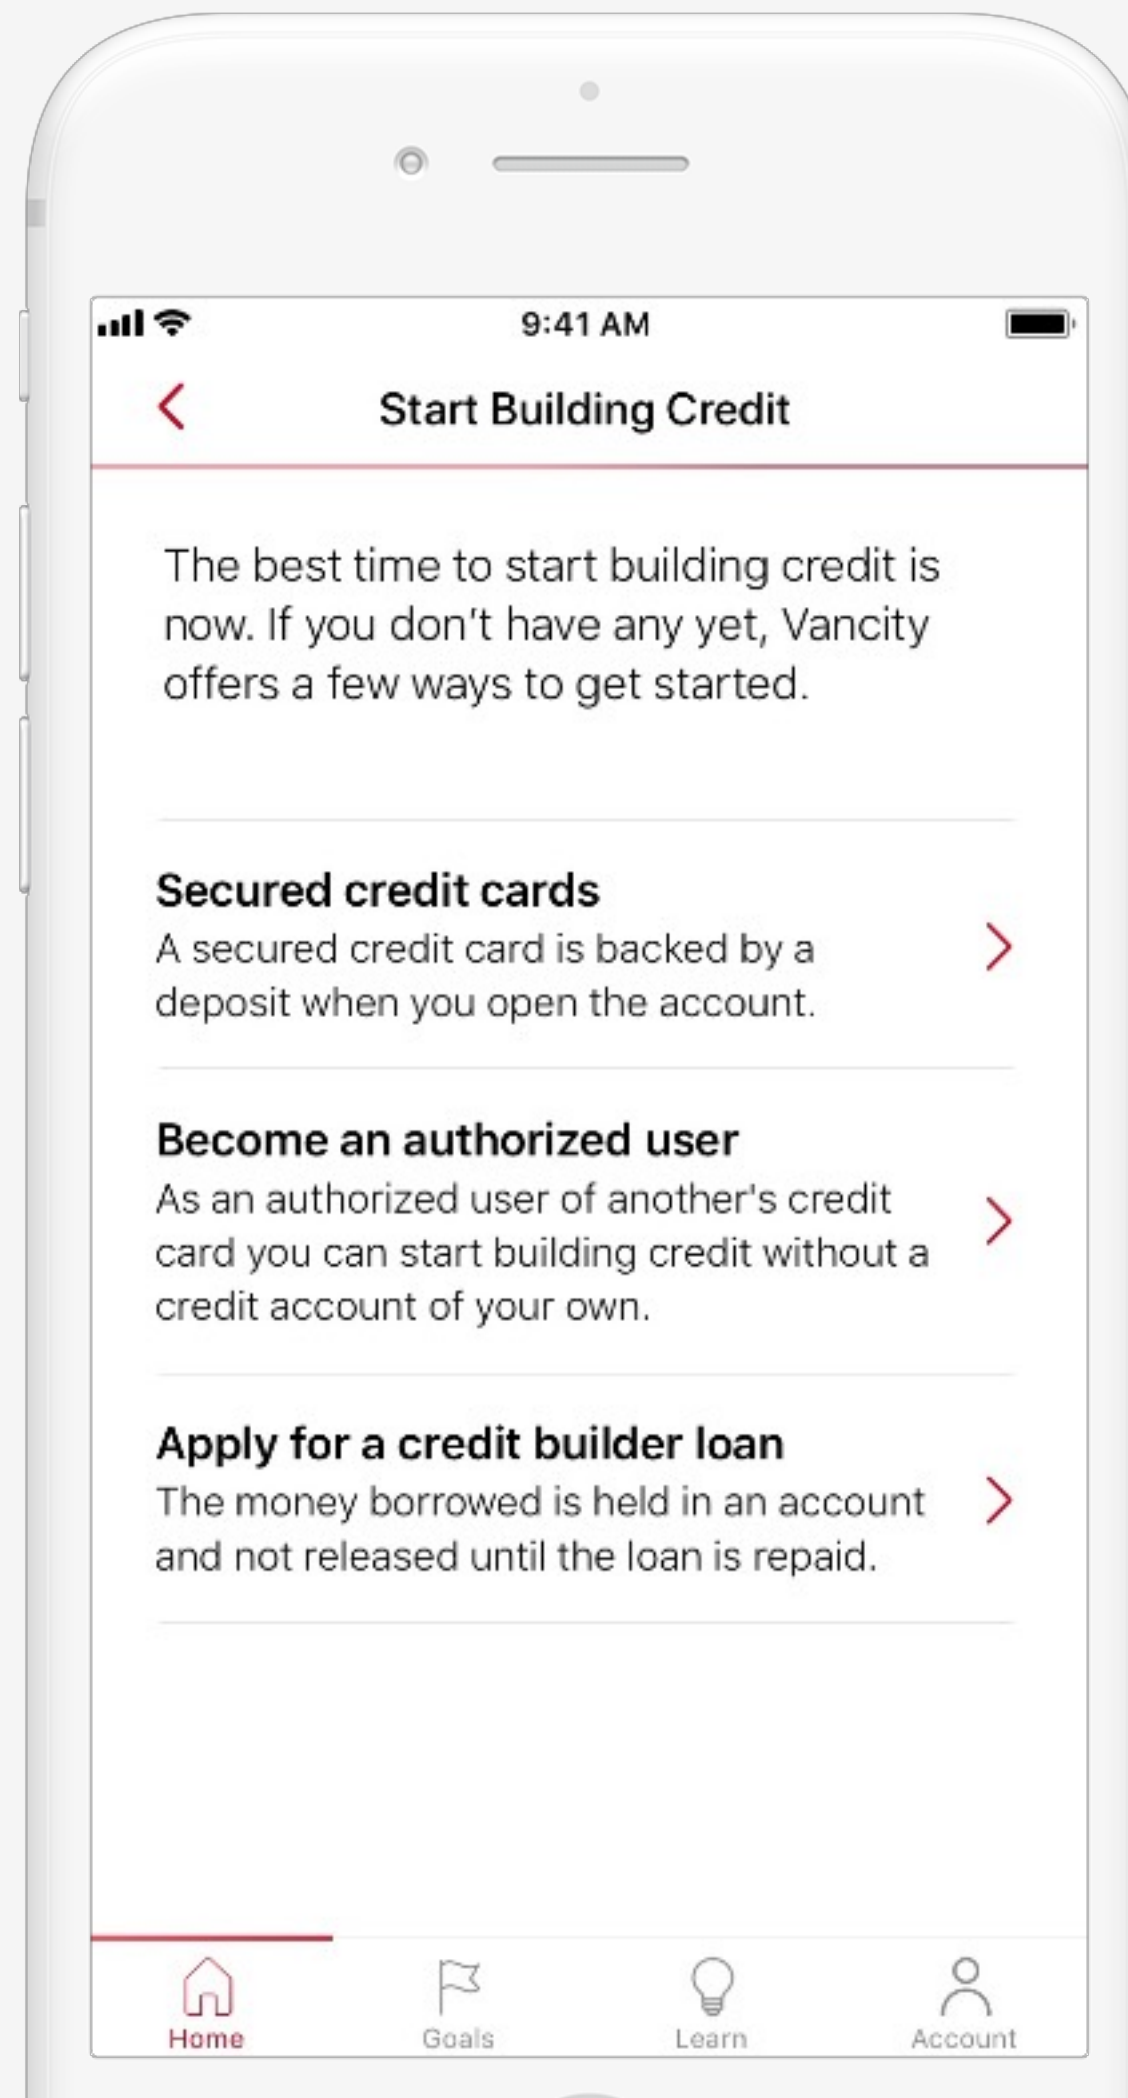 9:41 AM
Start Building Credit
The best time to start building credit is
now. If you don't have any yet, Vancity
offers a few ways to get started.
Secured credit cards
A secured credit card is backed by a
deposit when you open the account.
Become an authorized user
As an authorized user of another's credit
card you can start building credit without a
credit account of your own.
Apply for a credit builder loan
The money borrowed is held in an account
and not released until the loan is repaid.
Home Goals Learn Account